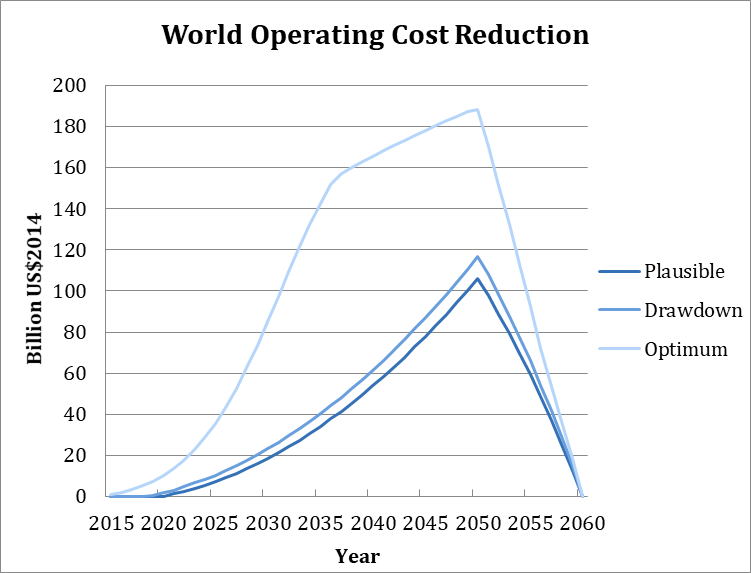 World Operating Cost Reduction
200
180
160
140
120
100
80
60
40
20
0
Billion US$2014
2015 2020 2025 2030 2035 2040 2045 2050 2055 2060
Year
Plausible
Drawdown
Optimum